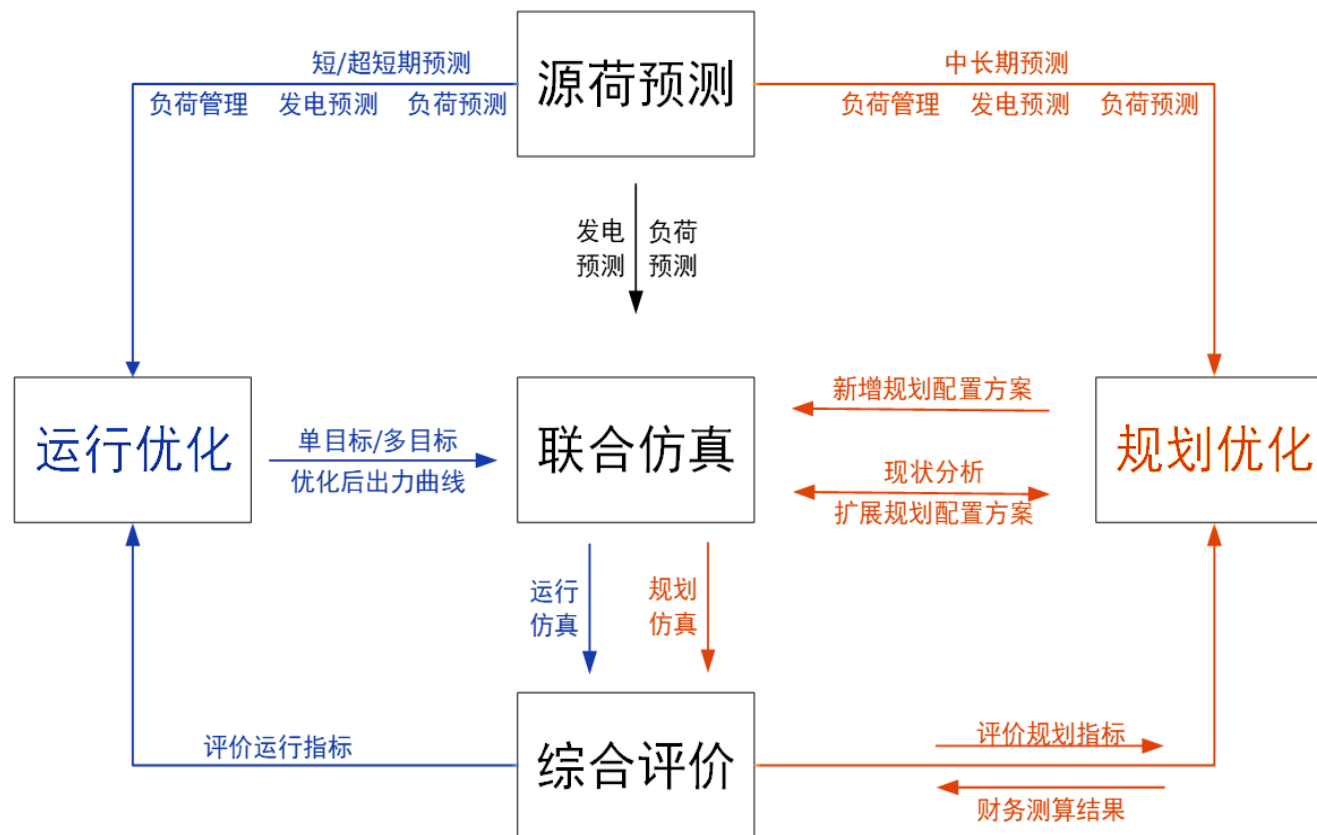 短/超短期预测
负荷管理 发电预测 负荷预测
源荷预测
中长期预测
负荷管理 发电预测 负荷预测
发电
预测
负荷
预测
运行优化
单目标/多目标
优化后出力曲线
联合仿真
新增规划配置方案
现状分析
扩展规划配置方案
规划优化
运行
仿真
规划
仿真
评价运行指标
综合评价
评价规划指标
财务测算结果